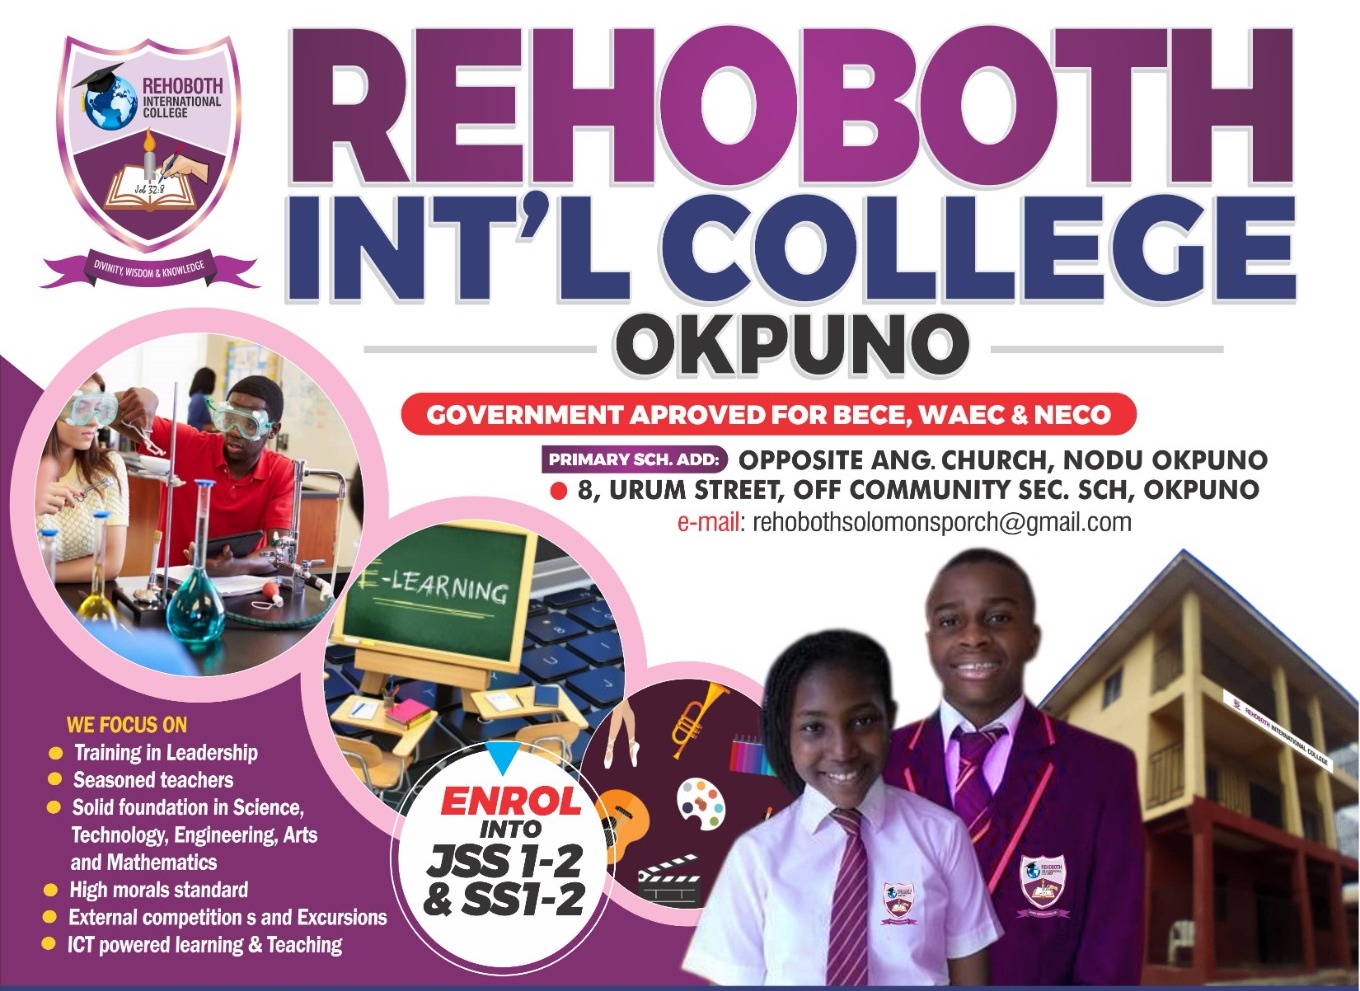 REHOBOTH
INTERNATIONAL
COLLEGE
Job 32:8
DIVINITY, WISDOM & KNOWLEDGE
REHOBOTH
INT'L COLLEGE
OKPUNO
GOVERNMENT APROVED FOR BECE, WAEC & NECO
PRIMARY SCH. ADD: OPPOSITE ANG. CHURCH, NODU OKPUNO
8, URUM STREET, OFF COMMUNITY SEC. SCH, OKPUNO
e-mail: rehobothsolomonsporch@gmail.com
E-LEARNING
WE FOCUS ON
Training in Leadership
Seasoned teachers
Solid foundation in Science,
Technology, Engineering, Arts
and Mathematics
High morals standard
External competition s and Excursions
ICT powered learning & Teaching
ENROL
INTO
JSS 1-2
& SS1-2
REHOBOTH INTERNATIONAL COLLEGE
REHOBOTH